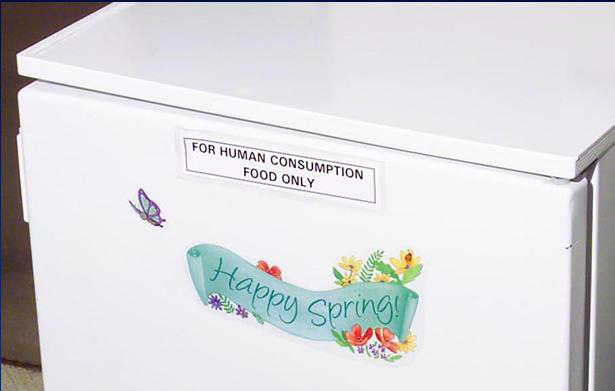 FOR HUMAN CONSUMPTION
FOOD ONLY
Happy Spring!